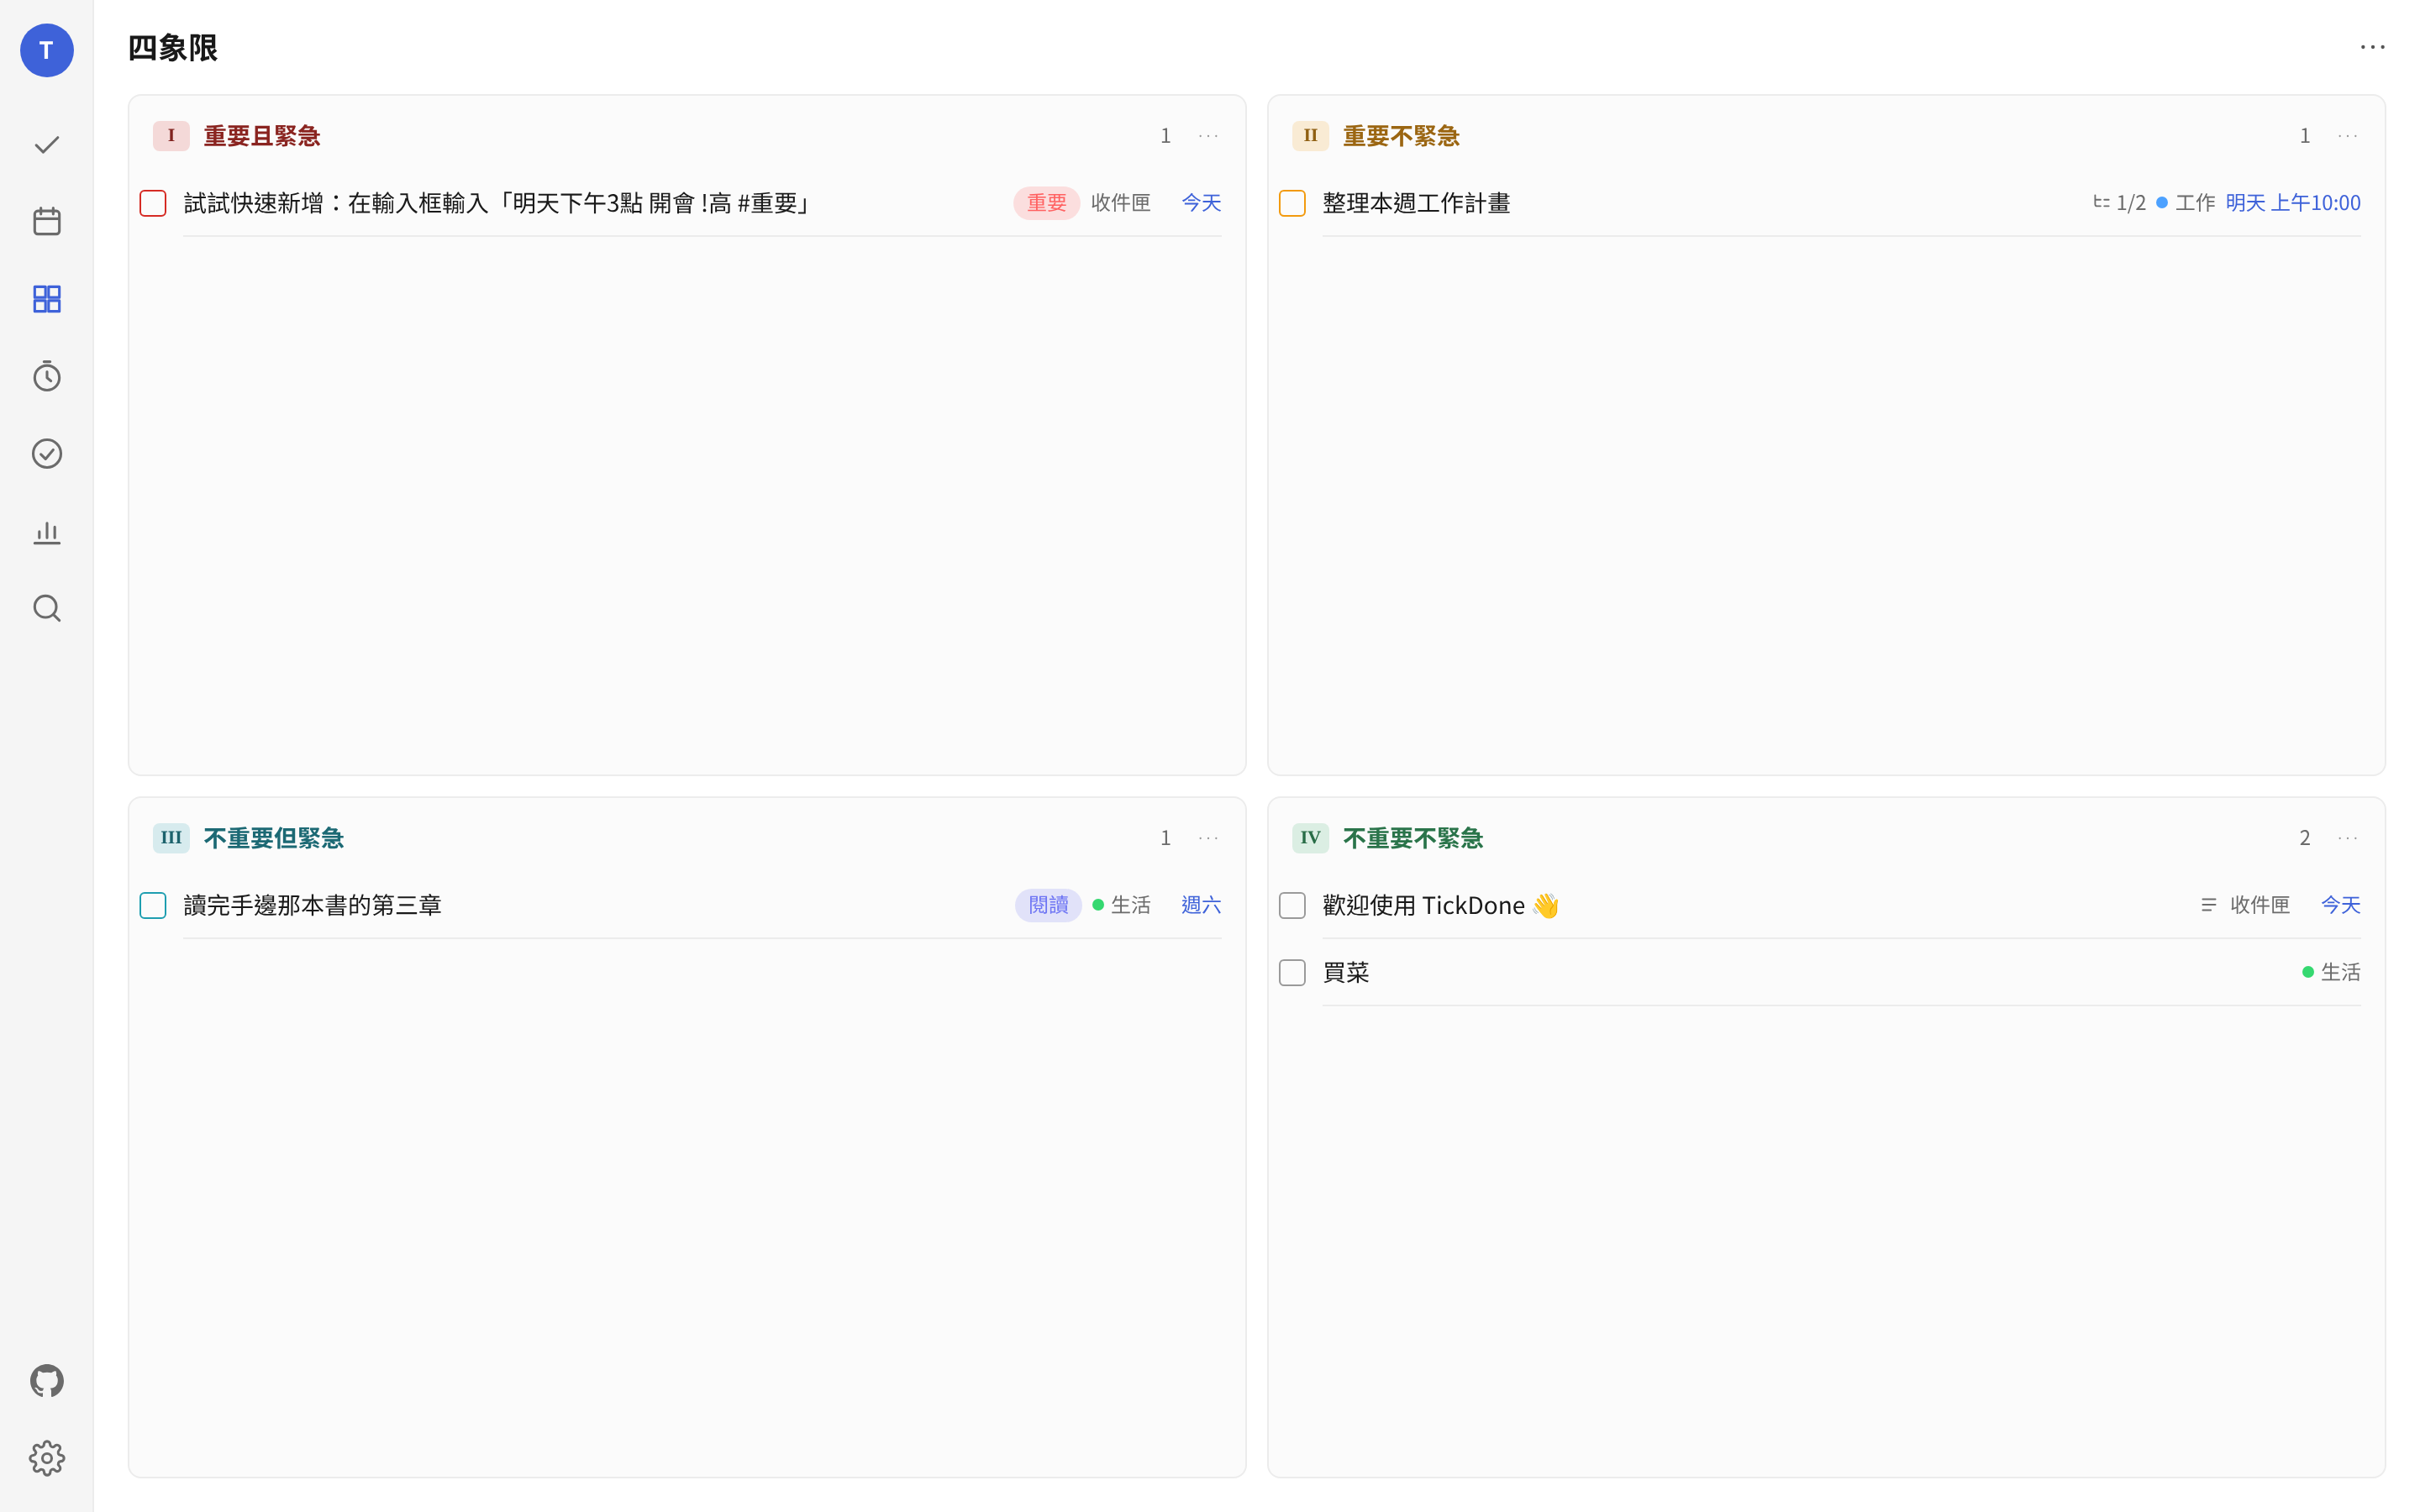 T
四象限
I 重要且緊急 1
試試快速新增：在輸入框輸入「明天下午3點 開會 !高 #重要」 重要 收件匣 今天
II 重要不緊急 1
整理本週工作計畫 1/2 工作 明天 上午10:00
III 不重要但緊急 1
讀完手邊那本書的第三章 閱讀 生活 週六
IV 不重要不緊急 2
歡迎使用 TickDone 👋 收件匣 今天
買菜 生活